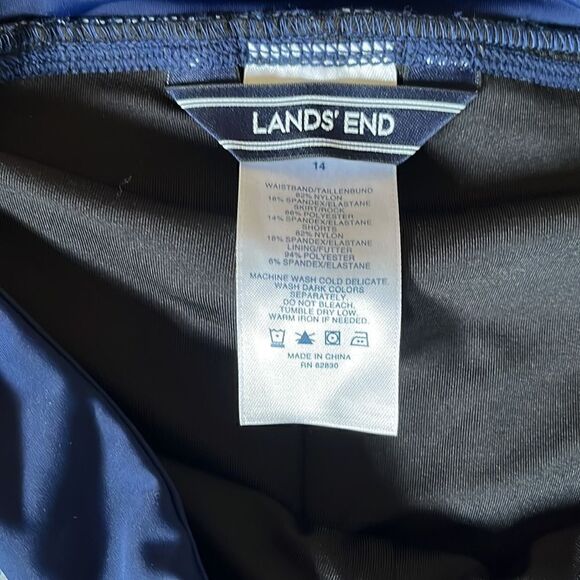 LANDS' END
14
WAISTBAND/TAILLENBUND
82% NYLON
18% SPANDEX/ELASTANE
SKIRT/ROCK
86% POLYESTER
14% SPANDEX/ELASTANE
SHORTS
82% NYLON
18% SPANDEX/ELASTANE
LINING/FUTTER
94% POLYESTER
6% SPANDEX/ELASTANE
MACHINE WASH COLD DELICATE.
WASH DARK COLORS
SEPARATELY.
DO NOT BLEACH.
TUMBLE DRY LOW.
WARM IRON IF NEEDED.
MADE IN CHINA
RN 62830